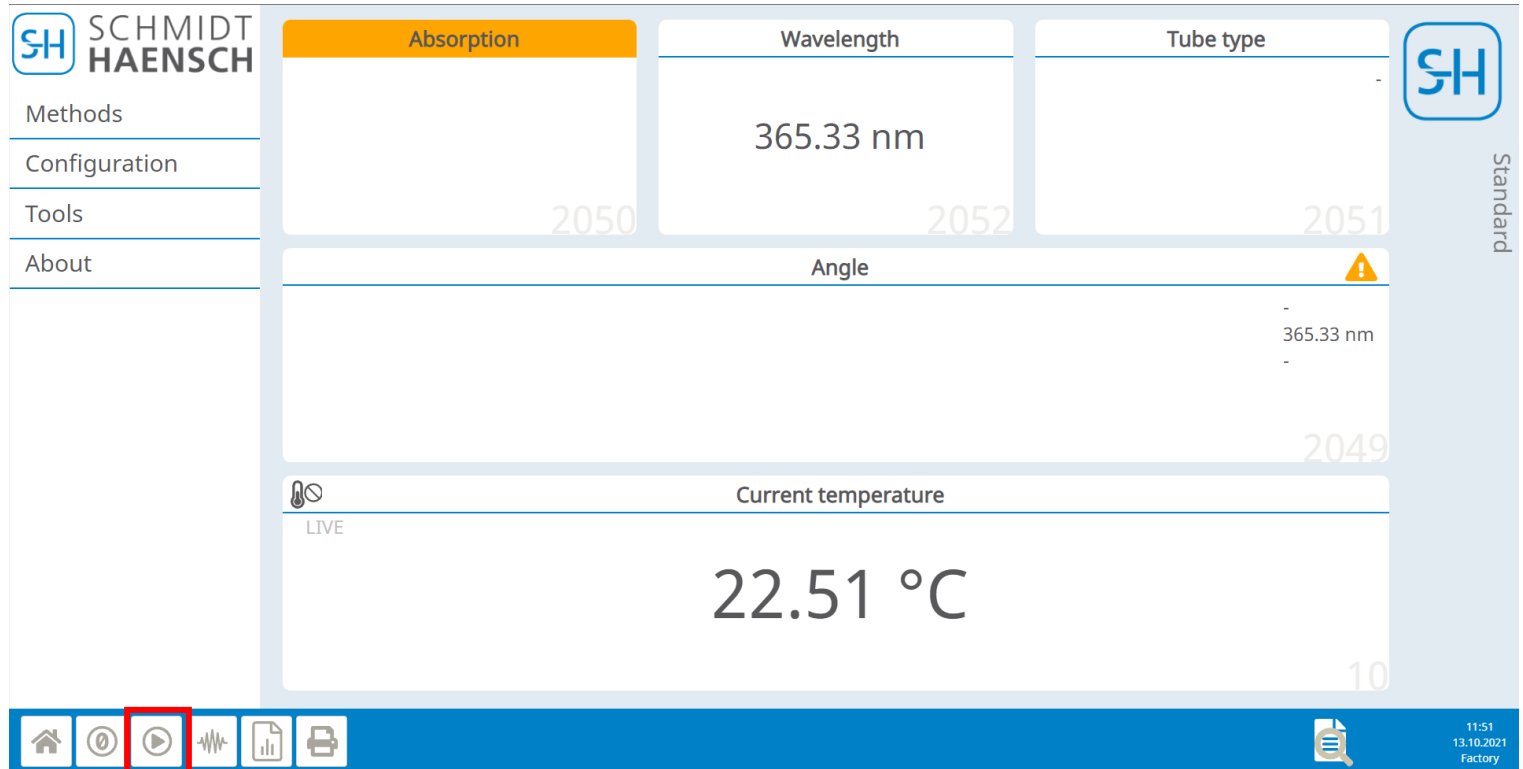 SCHMIDT
HAENSCH
Methods
Configuration
Tools
About
Absorption
2050
Wavelength
365.33 nm
2052
Tube type
-
2051
Angle
-
365.33 nm
-
2049
Current temperature
LIVE
22.51 °C
10
SH
Standard
0
11:51
13.10.2021
Factory